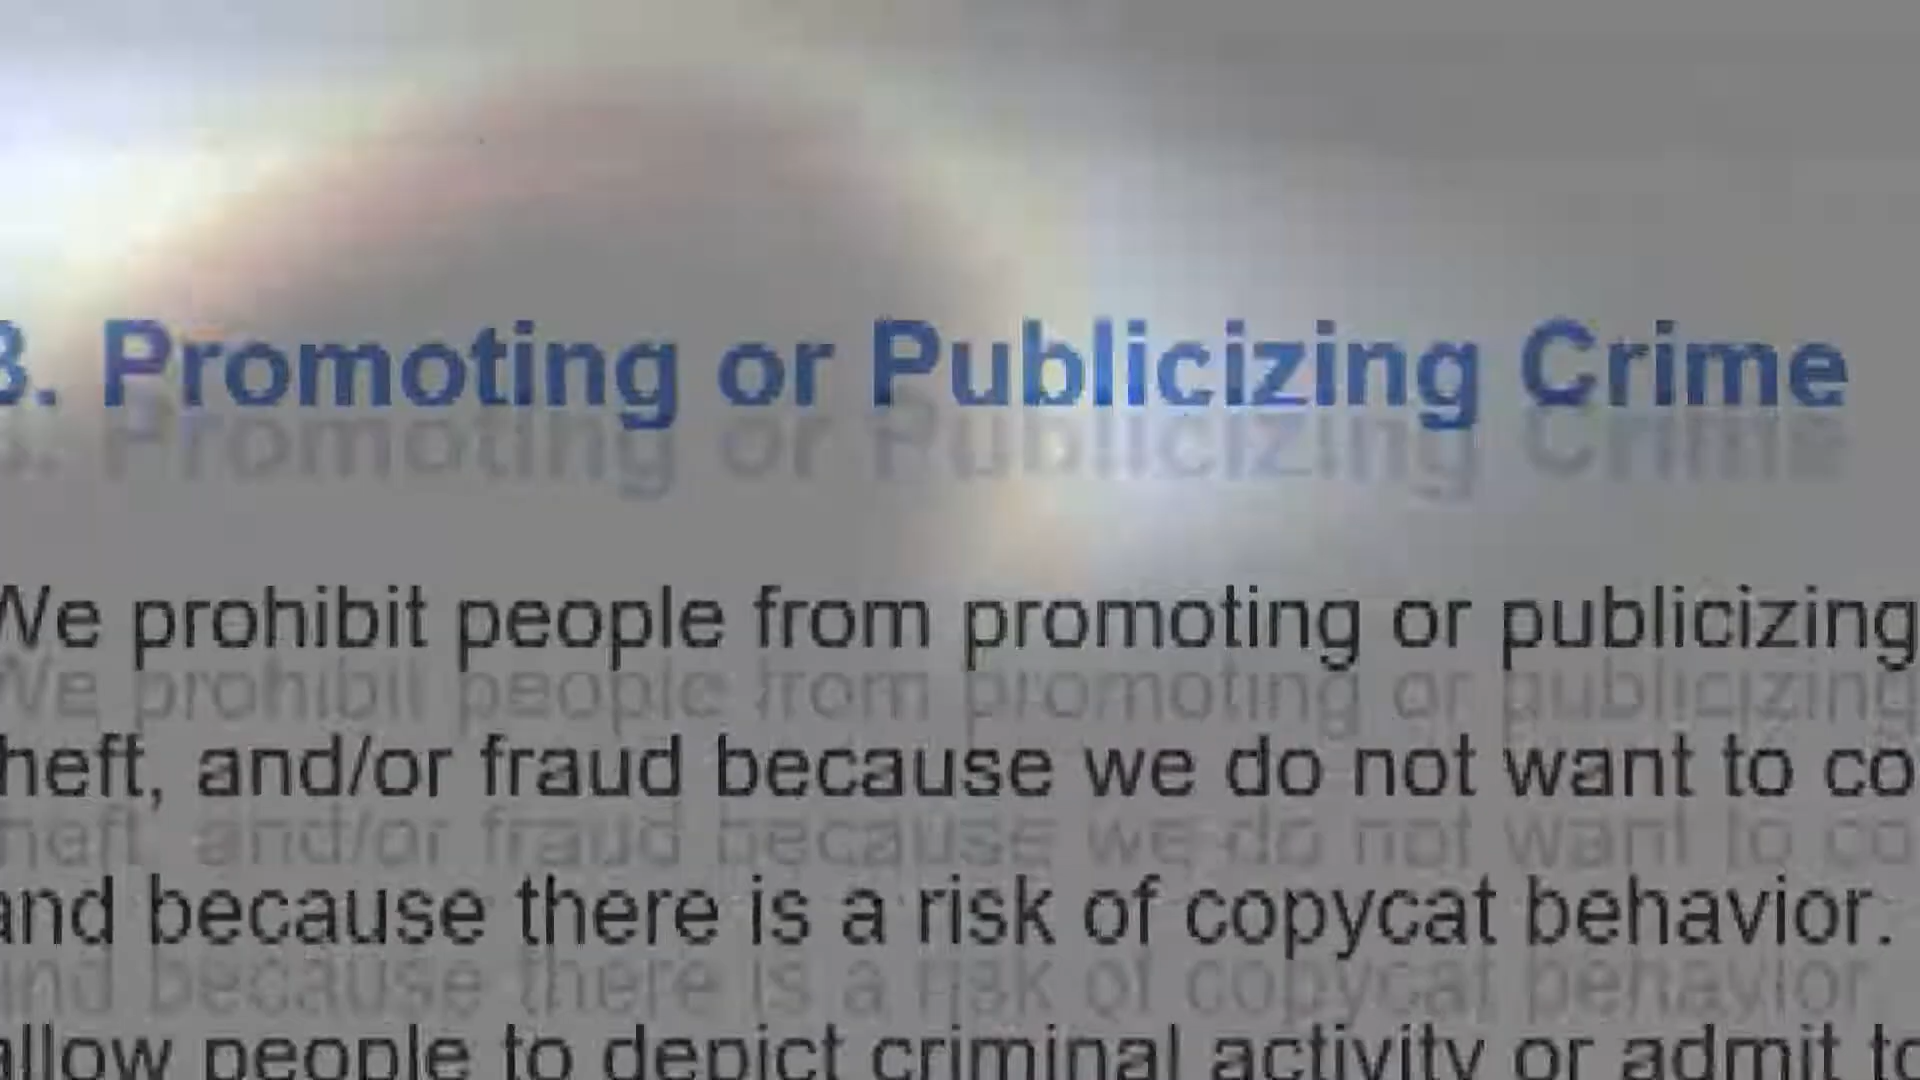 3. Promoting or Publicizing Crime
We prohibit people from promoting or publicizing
heft, and/or fraud because we do not want to co
and because there is a risk of copycat behavior.
allow people to depict criminal activity or admit to